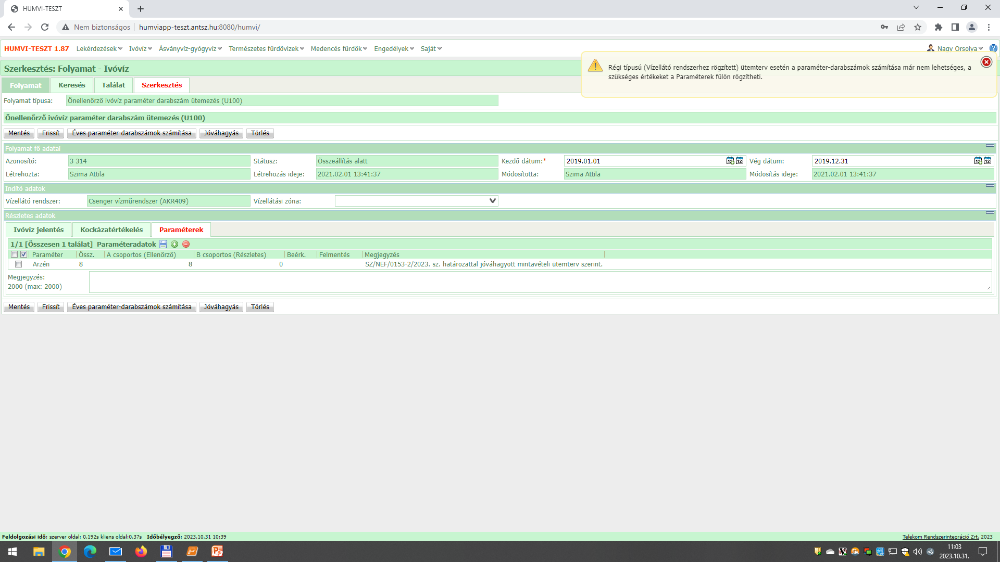 HUMVI-TESZT
Nem biztonságos
humviapp-teszt.antsz.hu:8080/humvi/
HUMVI-TESZT 1.87 Lekérdezések Ivóvíz Ásványvíz-gyógyvíz Természetes fürdővizek Medencés fürdők Engedélyek Saját Nagy Orsolya
Szerkesztés: Folyamat - Ivóvíz
Régi típusú (Vízellátó rendszerhez rögzített) ütemterv esetén a paraméter-darabszámok számítása már nem lehetséges, a
szükséges értékeket a Paraméterek fülön rögzítheti.
Folyamat Keresés Találat Szerkesztés
Folyamat típusa: Önellenőrző ivóvíz paraméter darabszám ütemezés (U100)
Önellenőrző ivóvíz paraméter darabszám ütemezés (U100)
Mentés Frissít Éves paraméter-darabszámok számítása Jóváhagyás Törlés
Folyamat fő adatai
Azonosító: 3 314 Státusz: Összeállítás alatt Kezdő dátum:* 2019.01.01 Vég dátum: 2019.12.31
Létrehozta: Szima Attila Létrehozás ideje: 2021.02.01 13:41:37 Módosította: Szima Attila Módosítás ideje: 2021.02.01 13:41:37
Indító adatok
Vízellátó rendszer: Csenger vízműrendszer (AKR409) Vízellátási zóna:
Részletes adatok
Ivóvíz jelentés Kockázatértékelés Paraméterek
1/1 [Összesen 1 találat] Paraméteradatok
Paraméter Össz. A csoportos (Ellenőrző) B csoportos (Részletes) Beérk. Felmentés Megjegyzés
Arzén 8 8 0 SZ/NEF/0153-2/2023. sz. határozattal jóváhagyott mintavételi ütemterv szerint.
Megjegyzés:
2000 (max: 2000)
Mentés Frissít Éves paraméter-darabszámok számítása Jóváhagyás Törlés
Feldolgozási idő: szerver oldal: 0,192s kliens oldal:0,37s Időbélyegző: 2023.10.31 10:39
Telekom Rendszerintegráció Zrt. 2023
11:03
2023.10.31.